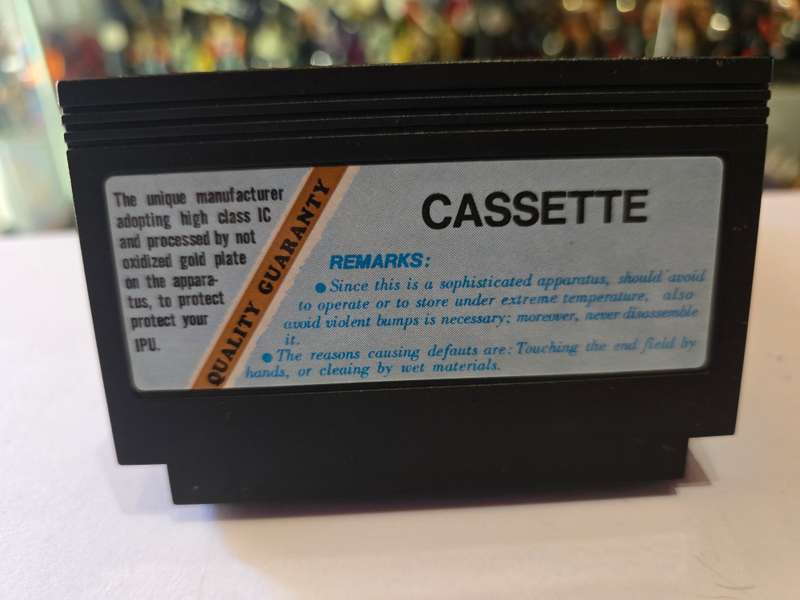 The unique manufacturer
adopting high class IC
and processed by not
oxidized gold plate
on the appara-
tus, to protect
protect your
IPU.
QUALITY GUARANTY
CASSETTE
REMARKS:
● Since this is a sophisticated apparatus, should avoid
to operate or to store under extreme temperature, also
avoid violent bumps is necessary; moreover, never disassemble
it.
● The reasons causing defauts are: Touching the end field by
hands, or cleaing by wet materials.